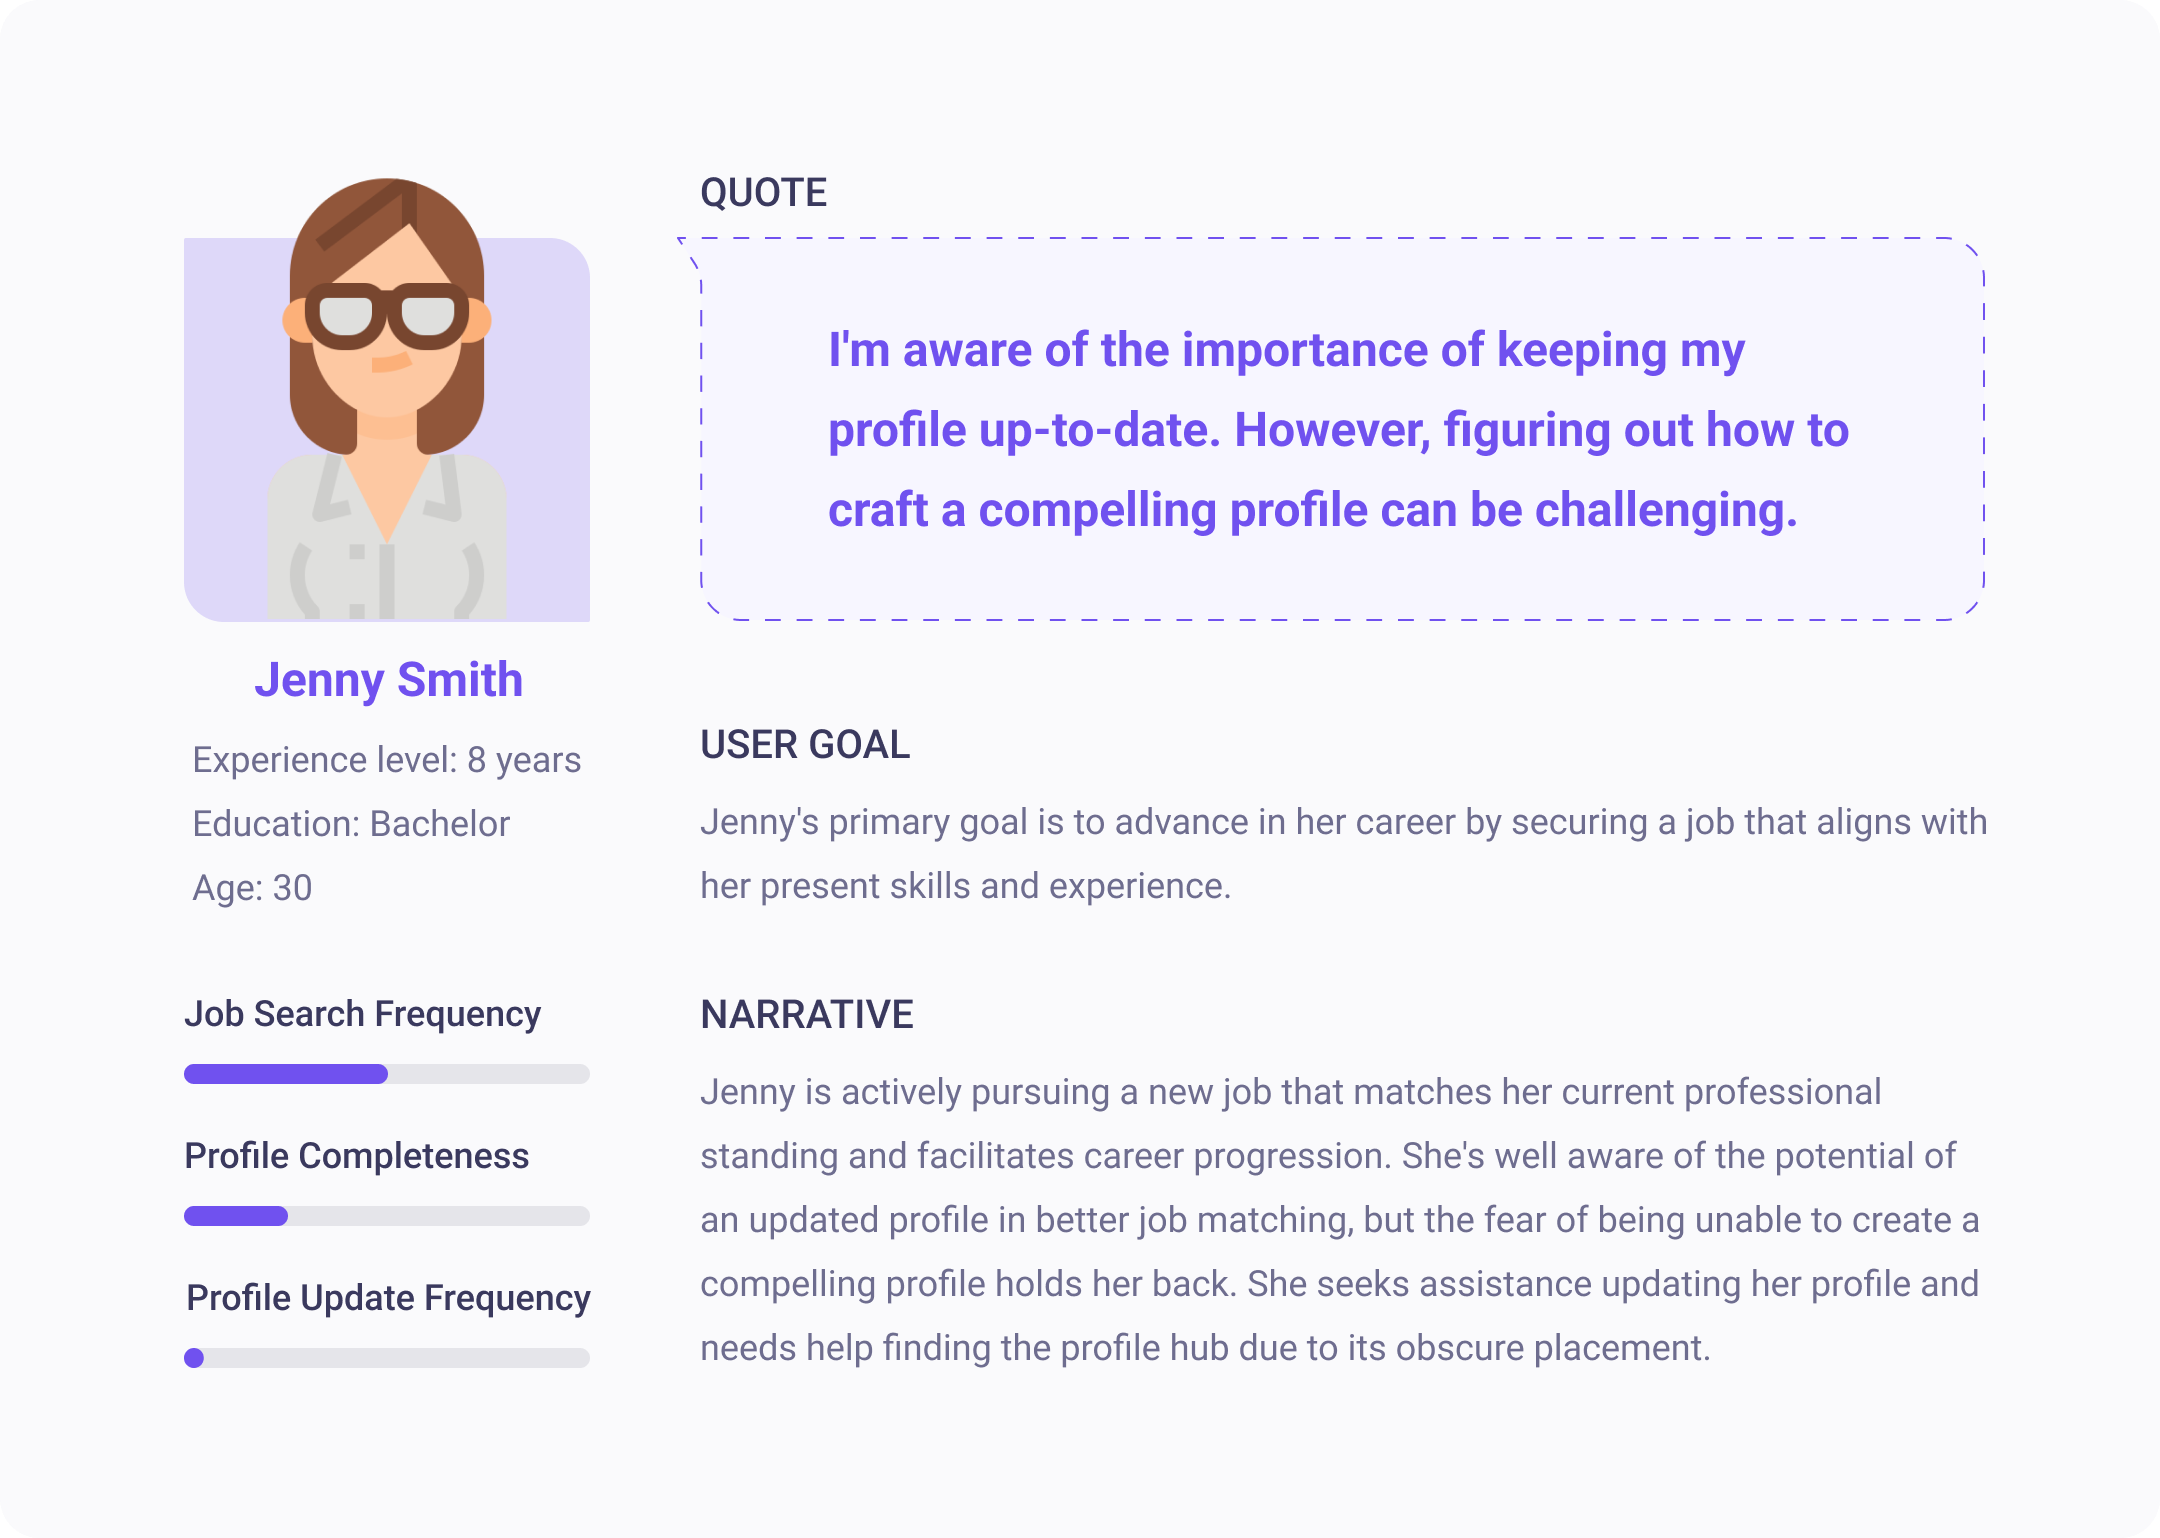 Jenny Smith
Experience level: 8 years
Education: Bachelor
Age: 30
Job Search Frequency
Profile Completeness
Profile Update Frequency
QUOTE
I'm aware of the importance of keeping my
profile up-to-date. However, figuring out how to
craft a compelling profile can be challenging.
USER GOAL
Jenny's primary goal is to advance in her career by securing a job that aligns with
her present skills and experience.
NARRATIVE
Jenny is actively pursuing a new job that matches her current professional
standing and facilitates career progression. She's well aware of the potential of
an updated profile in better job matching, but the fear of being unable to create a
compelling profile holds her back. She seeks assistance updating her profile and
needs help finding the profile hub due to its obscure placement.